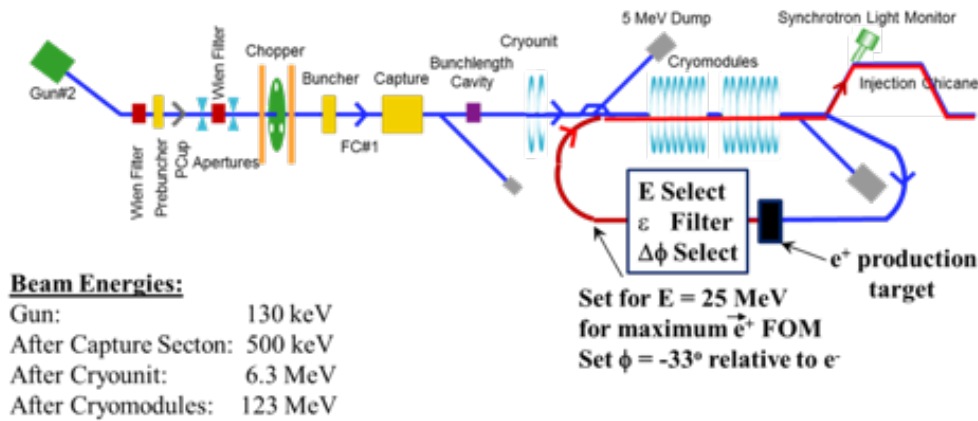 5 MeV Dump
Synchrotron Light Monitor
Cryounit
Wien Filter
Chopper
Bunchlength
Cavity
Cryomodules
Buncher
Capture
Injection Chicane
Gun#2
FC#1
Apertures
Wien Filter
Prebuncher
PCup
E Select
ε Filter
Δϕ Select
e⁺ production
target
Set for E = 25 MeV
for maximum e⃗⁺ FOM
Set ϕ = -33º relative to e⁻
Beam Energies:
Gun: 130 keV
After Capture Secton: 500 keV
After Cryounit: 6.3 MeV
After Cryomodules: 123 MeV